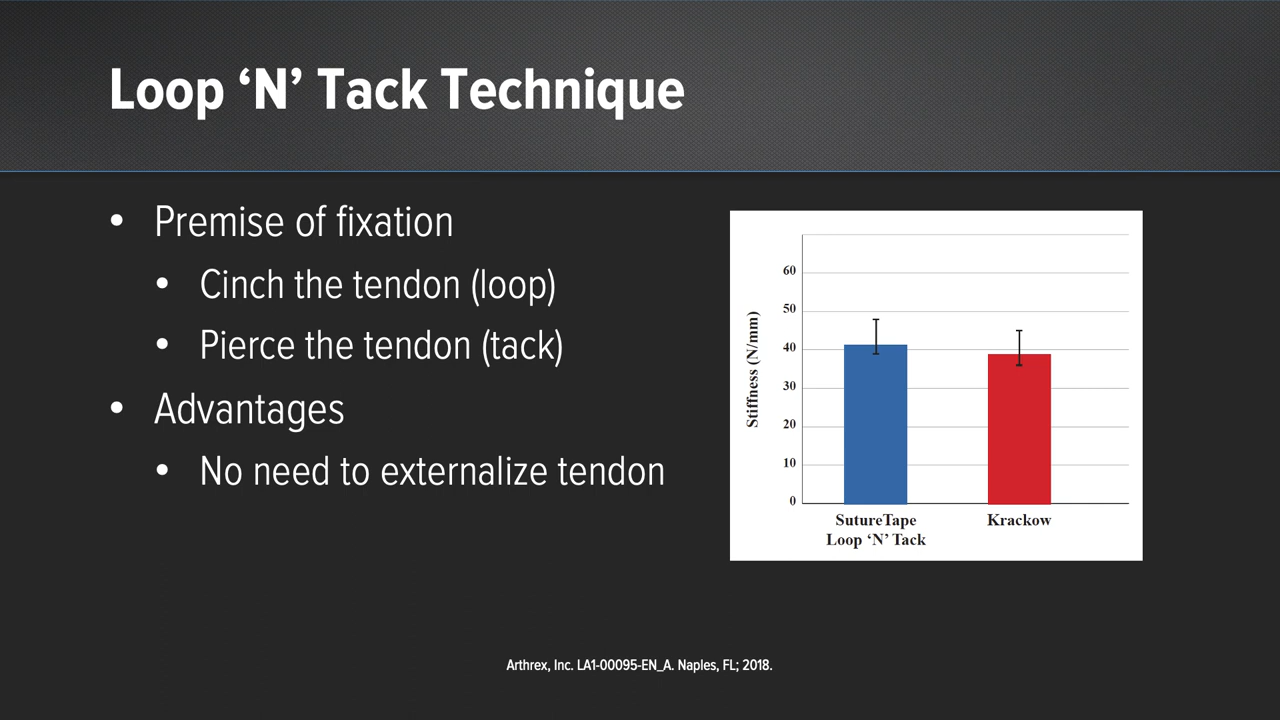 Loop ‘N’ Tack Technique
• Premise of fixation
• Cinch the tendon (loop)
• Pierce the tendon (tack)
• Advantages
• No need to externalize tendon
Stiffness (N/mm)
60
50
40
30
20
10
0
SutureTape
Loop ‘N’ Tack
Krackow
Arthrex, Inc. LA1-00095-EN_A. Naples, FL; 2018.